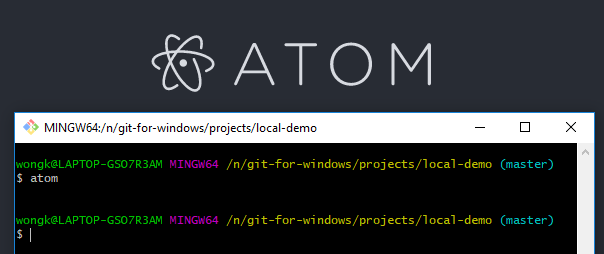 ATOM
MINGW64:/n/git-for-windows/projects/local-demo
wongk@LAPTOP-GSO7R3AM MINGW64 /n/git-for-windows/projects/local-demo (master)
$ atom
wongk@LAPTOP-GSO7R3AM MINGW64 /n/git-for-windows/projects/local-demo (master)
$